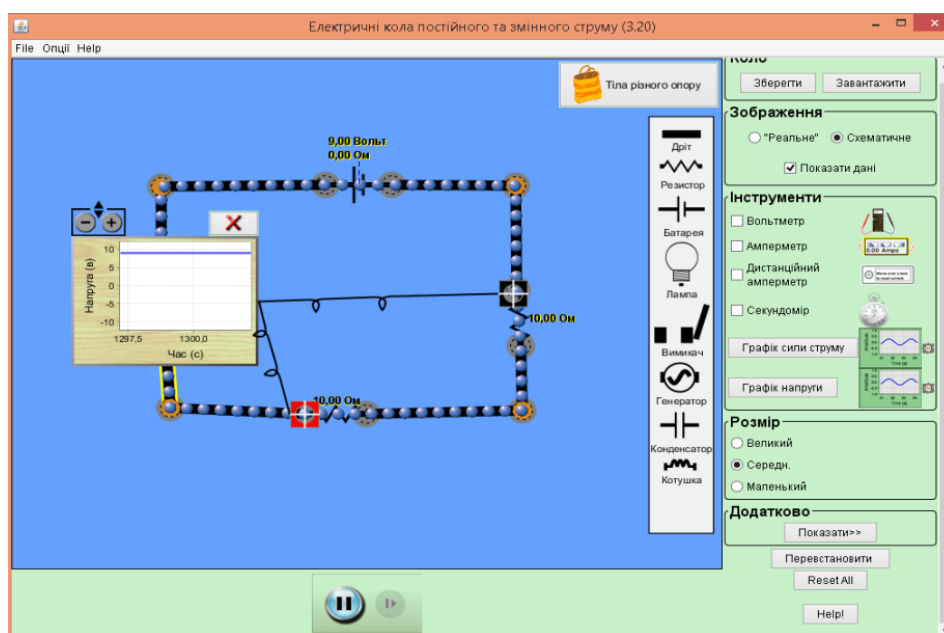 Електричні кола постійного та змінного струму (3.20)
File Опції Help
Коло
Зберегти Завантажити
Тіла різного опору
Зображення
"Реальне" Схематичне
Показати дані
9,00 Вольт
0,00 Ом
Дріт
Резистор
Батарея
Лампа
Вимикач
Генератор
Конденсатор
Котушка
Інструменти
Вольтметр
Амперметр
0.00 Amps
Дистанційний
амперметр
Секундомір
Графік сили струму
Графік напруги
10
5
0
-5
-10
Напруга (в)
1297,5 1300,0
Час (с)
10,00 Ом
10,00 Ом
Розмір
Великий
Середн.
Маленький
Додатково
Показати>>
Перевстановити
Reset All
Help!